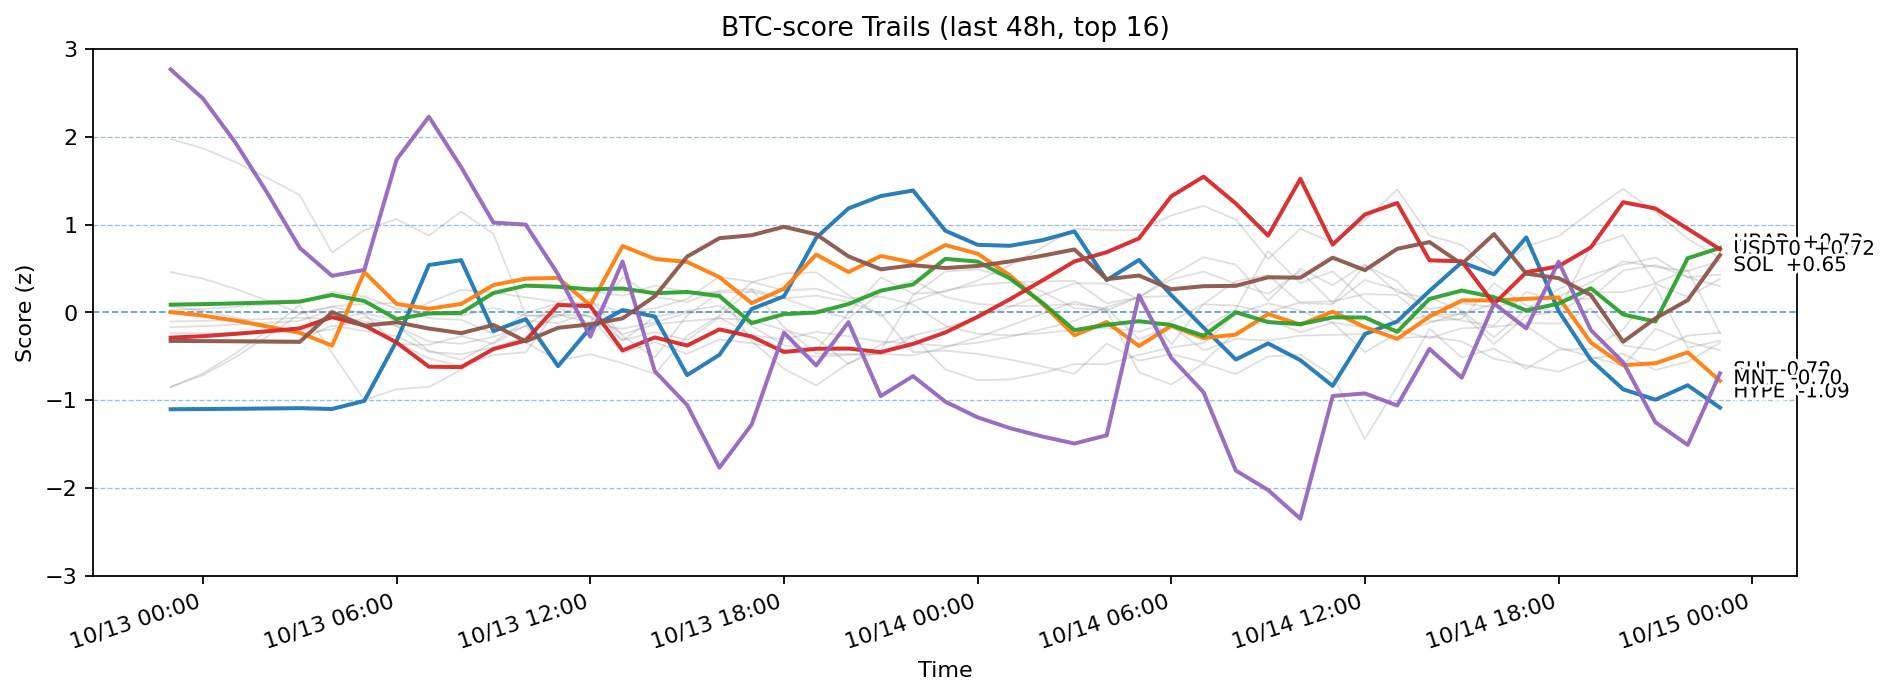 BTC-score Trails (last 48h, top 16)
Score (z)
3
2
1
0
−1
−2
−3
USDT0 +0.72
SOL +0.65
MNT -0.70
HYPE -1.09
10/13 00:00
10/13 06:00
10/13 12:00
10/13 18:00
10/14 00:00
10/14 06:00
10/14 12:00
10/14 18:00
10/15 00:00
Time